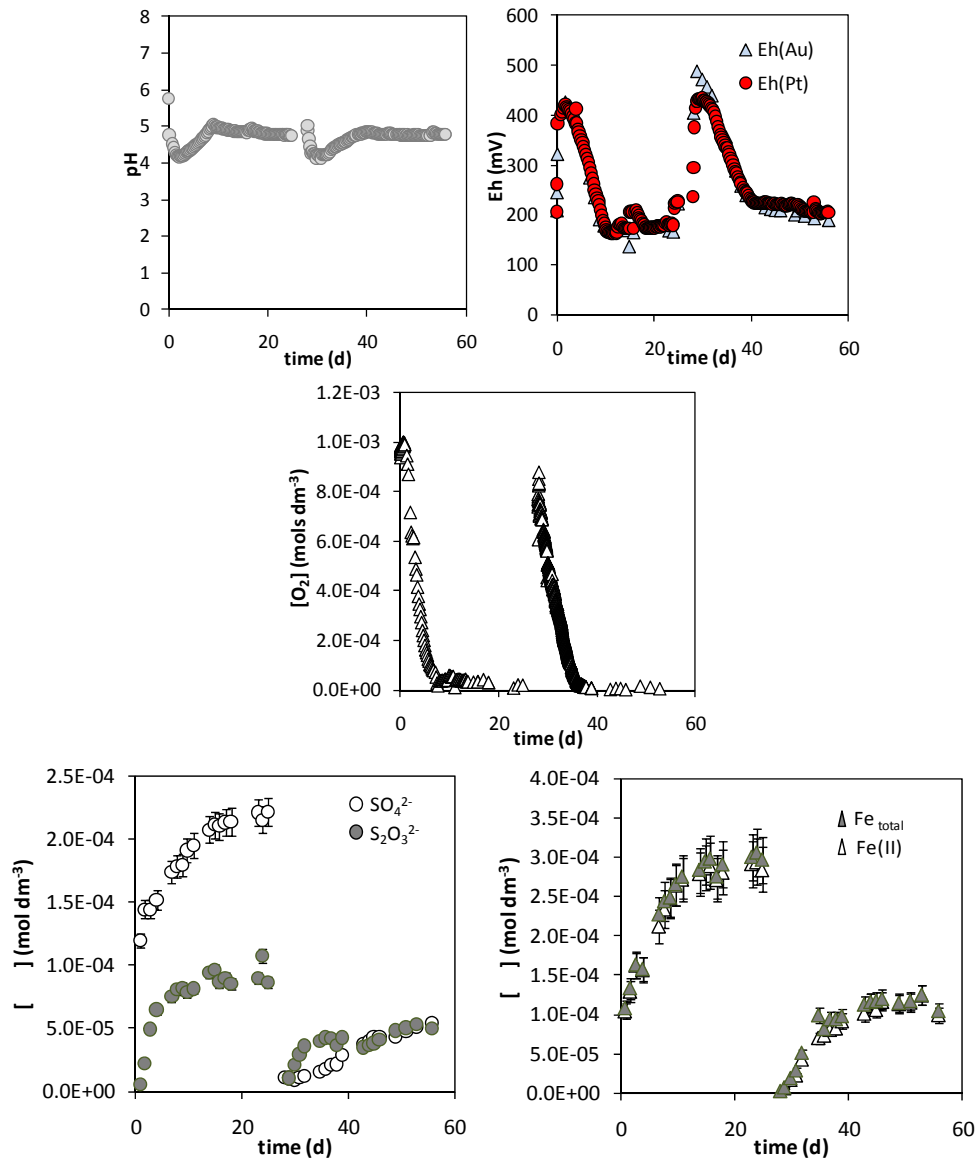 8
7
6
5
4
3
2
1
0
pH
0 20 40 60
time (d)
600
500
400
300
200
100
0
Eh (mV)
Eh(Au)
Eh(Pt)
0 20 40 60
time (d)
1.2E-03
1.0E-03
8.0E-04
6.0E-04
4.0E-04
2.0E-04
0.0E+00
[O₂] (mols dm⁻³)
0 20 40 60
time (d)
2.5E-04
2.0E-04
1.5E-04
1.0E-04
5.0E-05
0.0E+00
[ ] (mol dm⁻³)
SO₄²⁻
S₂O₃²⁻
0 20 40 60
time (d)
4.0E-04
3.5E-04
3.0E-04
2.5E-04
2.0E-04
1.5E-04
1.0E-04
5.0E-05
0.0E+00
[ ] (mol dm⁻³)
Fe total
Fe(II)
0 20 40 60
time (d)